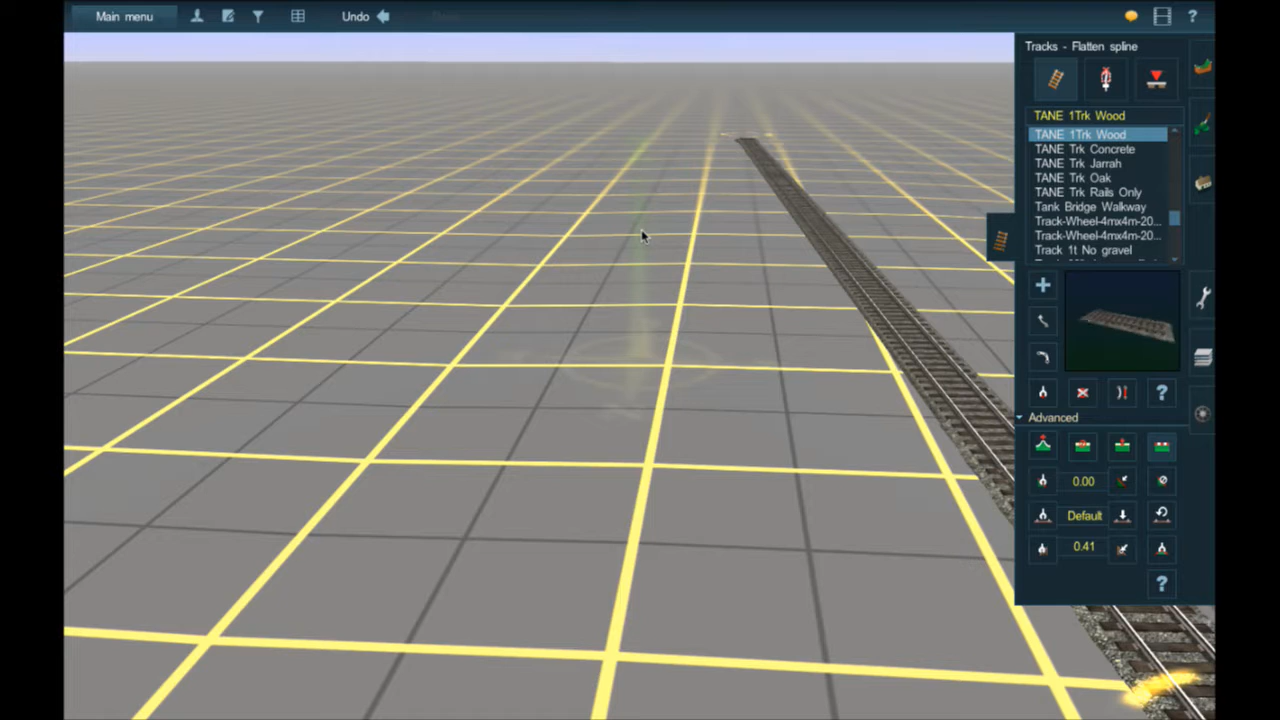 Main menu
Undo
?
Tracks - Flatten spline
TANE 1Trk Wood
TANE 1Trk Wood
TANE Trk Concrete
TANE Trk Jarrah
TANE Trk Oak
TANE Trk Rails Only
Tank Bridge Walkway
Track-Wheel-4mx4m-20...
Track-Wheel-4mx4m-20...
Track 1t No gravel
?
Advanced
0.00
Default
0.41
?